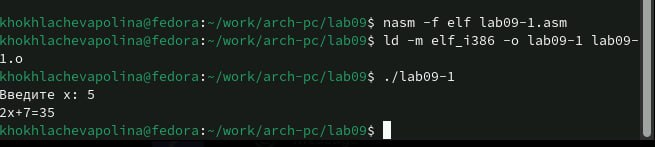 khokhlachevapolina@fedora:~/work/arch-pc/lab09$ nasm -f elf lab09-1.asm
khokhlachevapolina@fedora:~/work/arch-pc/lab09$ ld -m elf_i386 -o lab09-1 lab09-
1.o
khokhlachevapolina@fedora:~/work/arch-pc/lab09$ ./lab09-1
Введите x: 5
2x+7=35
khokhlachevapolina@fedora:~/work/arch-pc/lab09$